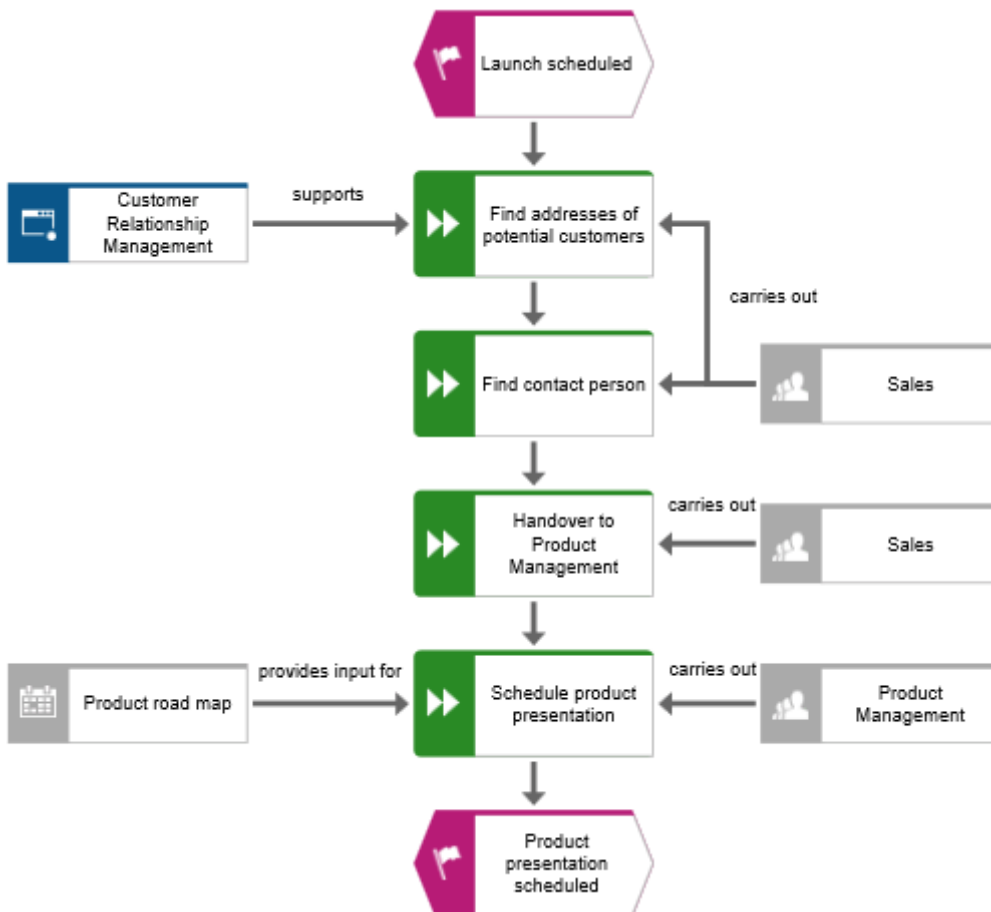 Launch scheduled
supports
Customer
Relationship
Management
Find addresses of
potential customers
carries out
Find contact person
Sales
Handover to
Product
Management
carries out
Sales
Product road map
provides input for
Schedule product
presentation
carries out
Product
Management
Product
presentation
scheduled